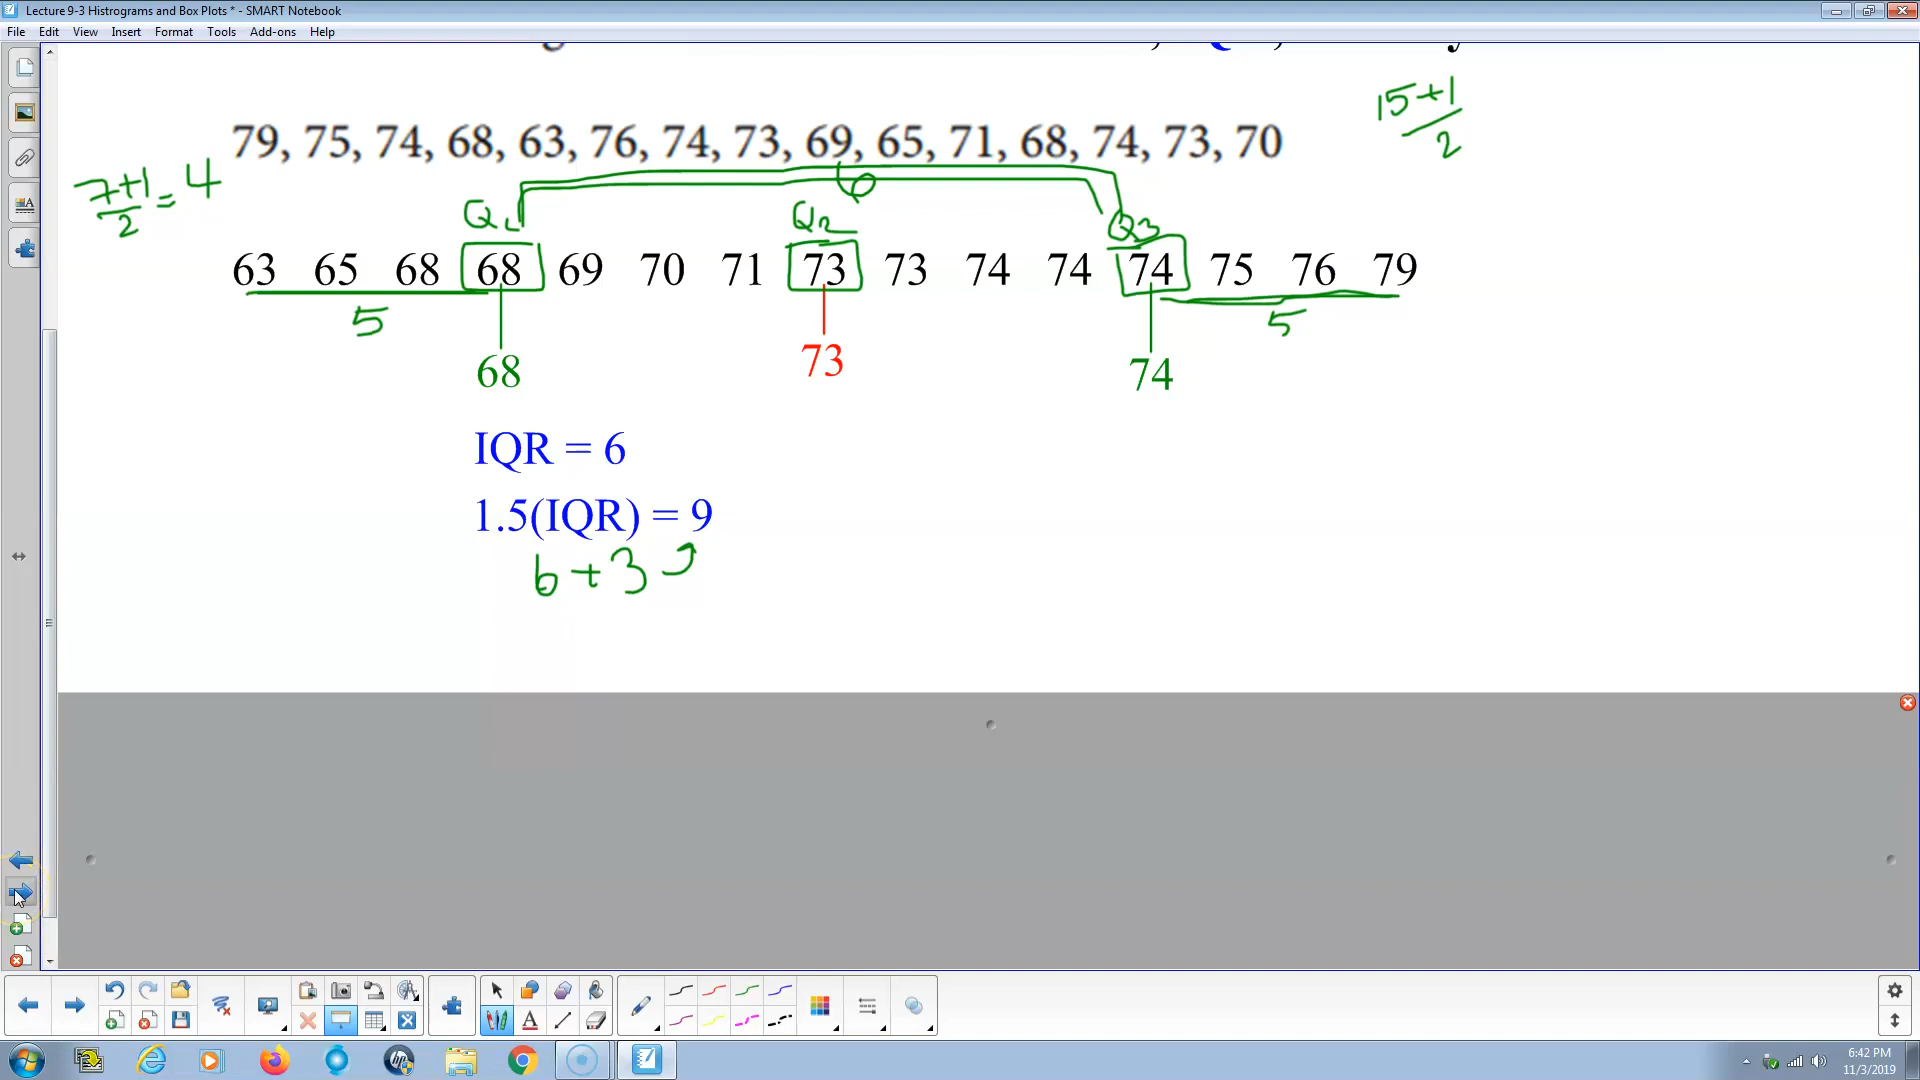 Lecture 9-3 Histrograms and Box Plots * - SMART Notebook
File Edit View Insert Format Tools Add-ons Help
15+1
2
79, 75, 74, 68, 63, 76, 74, 73, 69, 65, 71, 68, 74, 73, 70
7+1
2
= 4
6
Q1 Q2 Q3
63 65 68 68 69 70 71 73 73 74 74 74 75 76 79
5 5
68 73 74
IQR = 6
1.5(IQR) = 9
6 + 3
6:42 PM
11/3/2019